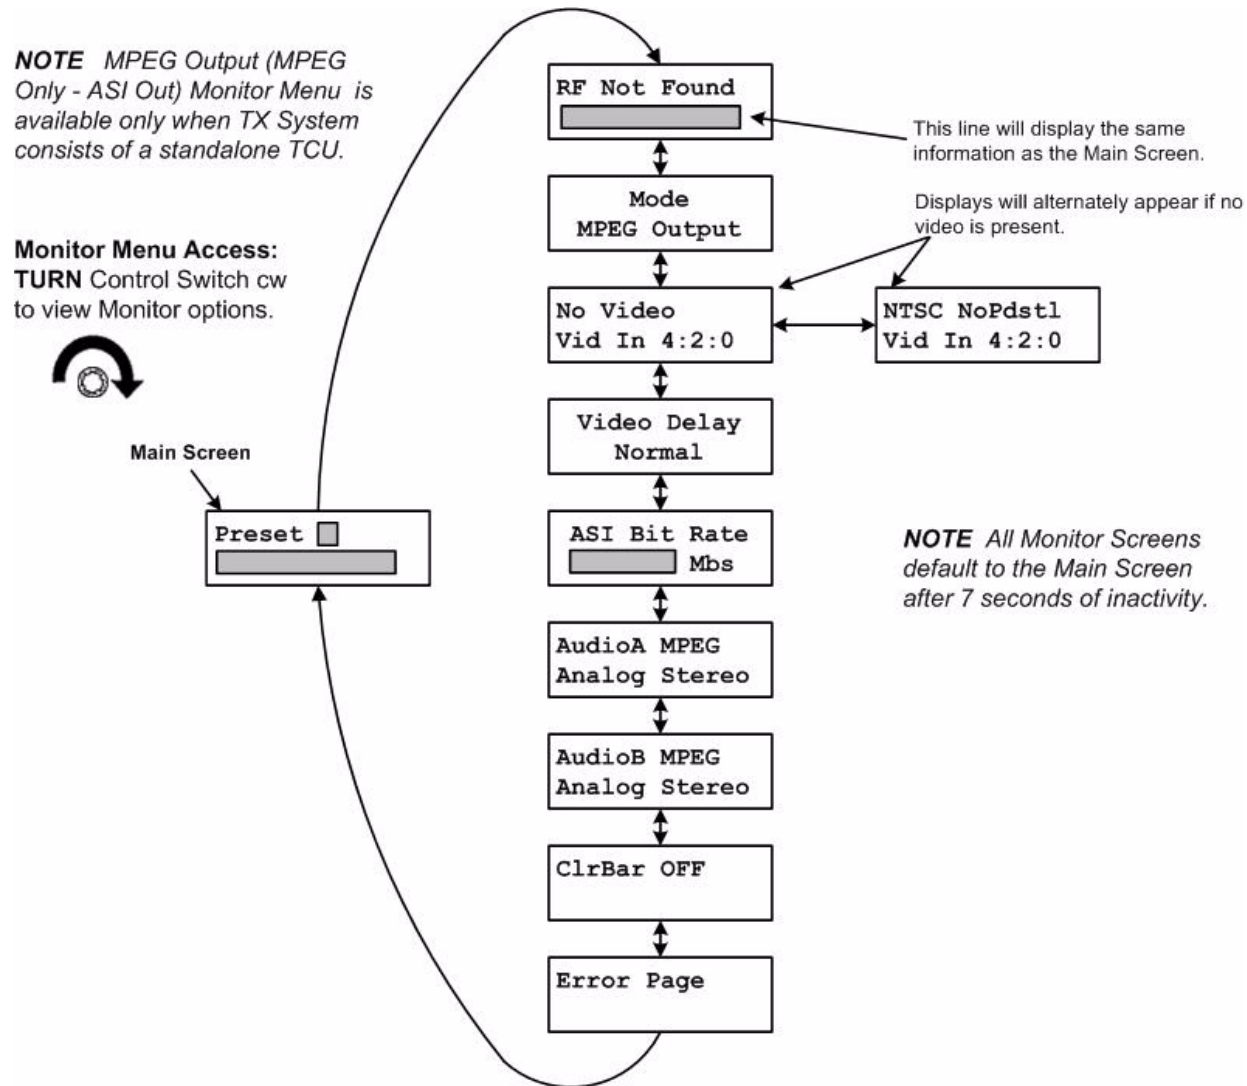 NOTE MPEG Output (MPEG
Only - ASI Out) Monitor Menu is
available only when TX System
consists of a standalone TCU.
Monitor Menu Access:
TURN Control Switch cw
to view Monitor options.
Main Screen
Preset
RF Not Found
This line will display the same
information as the Main Screen.
Mode
MPEG Output
Displays will alternately appear if no
video is present.
No Video
Vid In 4:2:0
NTSC NoPdstl
Vid In 4:2:0
Video Delay
Normal
ASI Bit Rate
Mbs
NOTE All Monitor Screens
default to the Main Screen
after 7 seconds of inactivity.
AudioA MPEG
Analog Stereo
AudioB MPEG
Analog Stereo
ClrBar OFF
Error Page